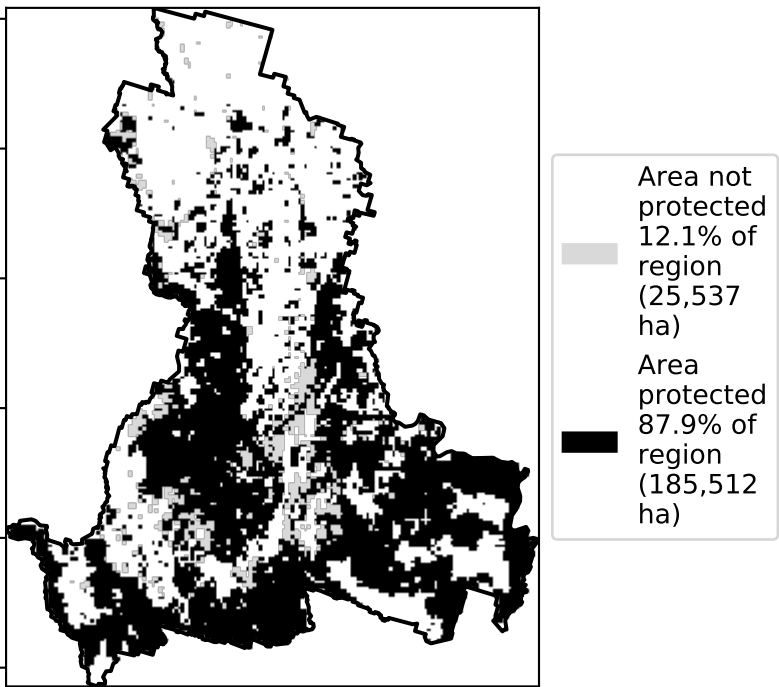 Area not
protected
12.1% of
region
(25,537
ha)
Area
protected
87.9% of
region
(185,512
ha)